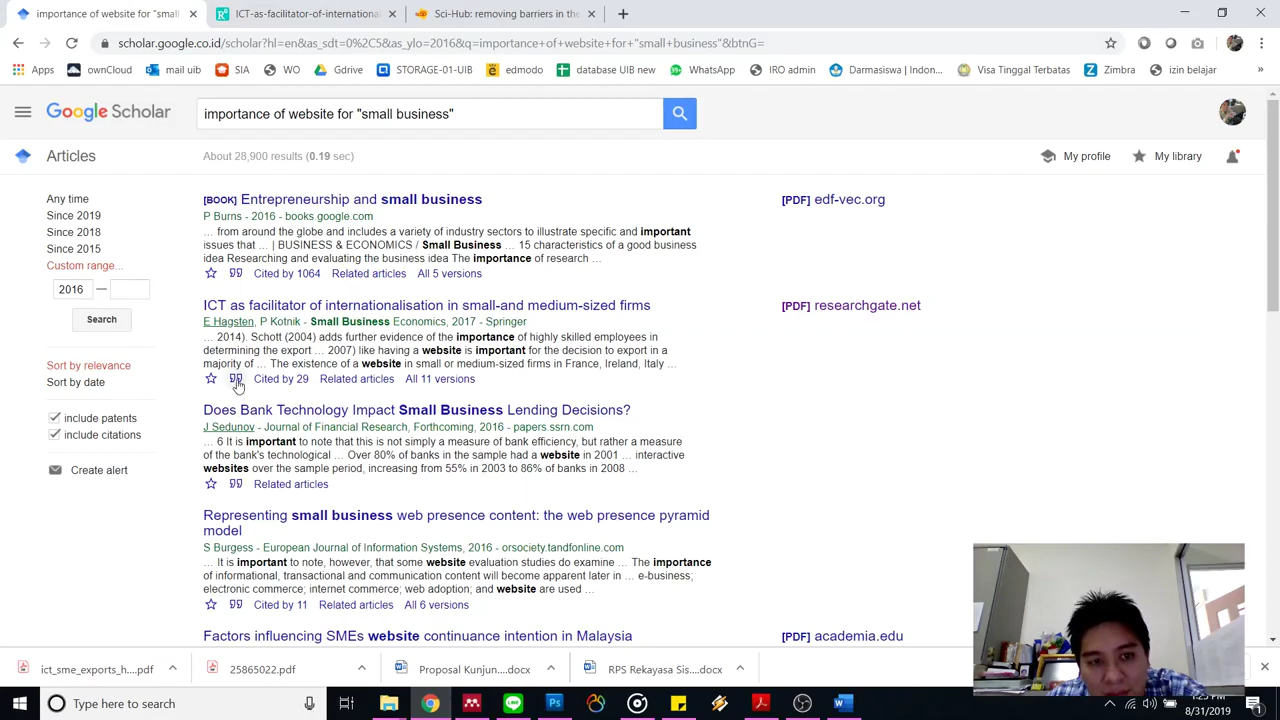 importance of website for "small
ICT-as-facilitator-of-international
Sci-Hub: removing barriers in the
scholar.google.co.id/scholar?hl=en&as_sdt=0%2C5&as_ylo=2016&q=importance+of+website+for+"small+business"&btnG=
Apps ownCloud mail uib SIA WO Gdrive STORAGE-01-UIB edmodo database UIB new WhatsApp IRO admin Darmasiswa (Indon... Visa Tinggal Terbatas Zimbra izin belajar »
Google Scholar
importance of website for "small business"
Articles
About 28,900 results (0.19 sec)
My profile
My library
Any time
Since 2019
Since 2018
Since 2015
Custom range...
2016 —
Search
Sort by relevance
Sort by date
include patents
include citations
Create alert
[BOOK] Entrepreneurship and small business
P Burns - 2016 - books.google.com
... from around the globe and includes a variety of industry sectors to illustrate specific and important
issues that ... | BUSINESS & ECONOMICS / Small Business ... 15 characteristics of a good business
idea Researching and evaluating the business idea The importance of research ...
Cited by 1064 Related articles All 5 versions
[PDF] edf-vec.org
ICT as facilitator of internationalisation in small-and medium-sized firms
E Hagsten, P Kotnik - Small Business Economics, 2017 - Springer
... 2014). Schott (2004) adds further evidence of the importance of highly skilled employees in
determining the export ... 2007) like having a website is important for the decision to export in a
majority of ... The existence of a website in small or medium-sized firms in France, Ireland, Italy ...
Cited by 29 Related articles All 11 versions
[PDF] researchgate.net
Does Bank Technology Impact Small Business Lending Decisions?
J Sedunov - Journal of Financial Research, Forthcoming, 2016 - papers.ssrn.com
... 6 It is important to note that this is not simply a measure of bank efficiency, but rather a measure
of the bank's technological ... Over 80% of banks in the sample had a website in 2001 ... interactive
websites over the sample period, increasing from 55% in 2003 to 86% of banks in 2008 ...
Related articles
Representing small business web presence content: the web presence pyramid
model
S Burgess - European Journal of Information Systems, 2016 - orsociety.tandfonline.com
... It is important to note, however, that some website evaluation studies do examine ... The importance
of informational, transactional and communication content will become apparent later in ... e-business;
electronic commerce; internet commerce; web adoption; and website are used ...
Cited by 11 Related articles All 6 versions
Factors influencing SMEs website continuance intention in Malaysia
[PDF] academia.edu
ict_sme_exports_h....pdf
25865022.pdf
Proposal Kunjun....docx
RPS Rekayasa Sis....docx
Type here to search
1:25 PM
8/31/2019